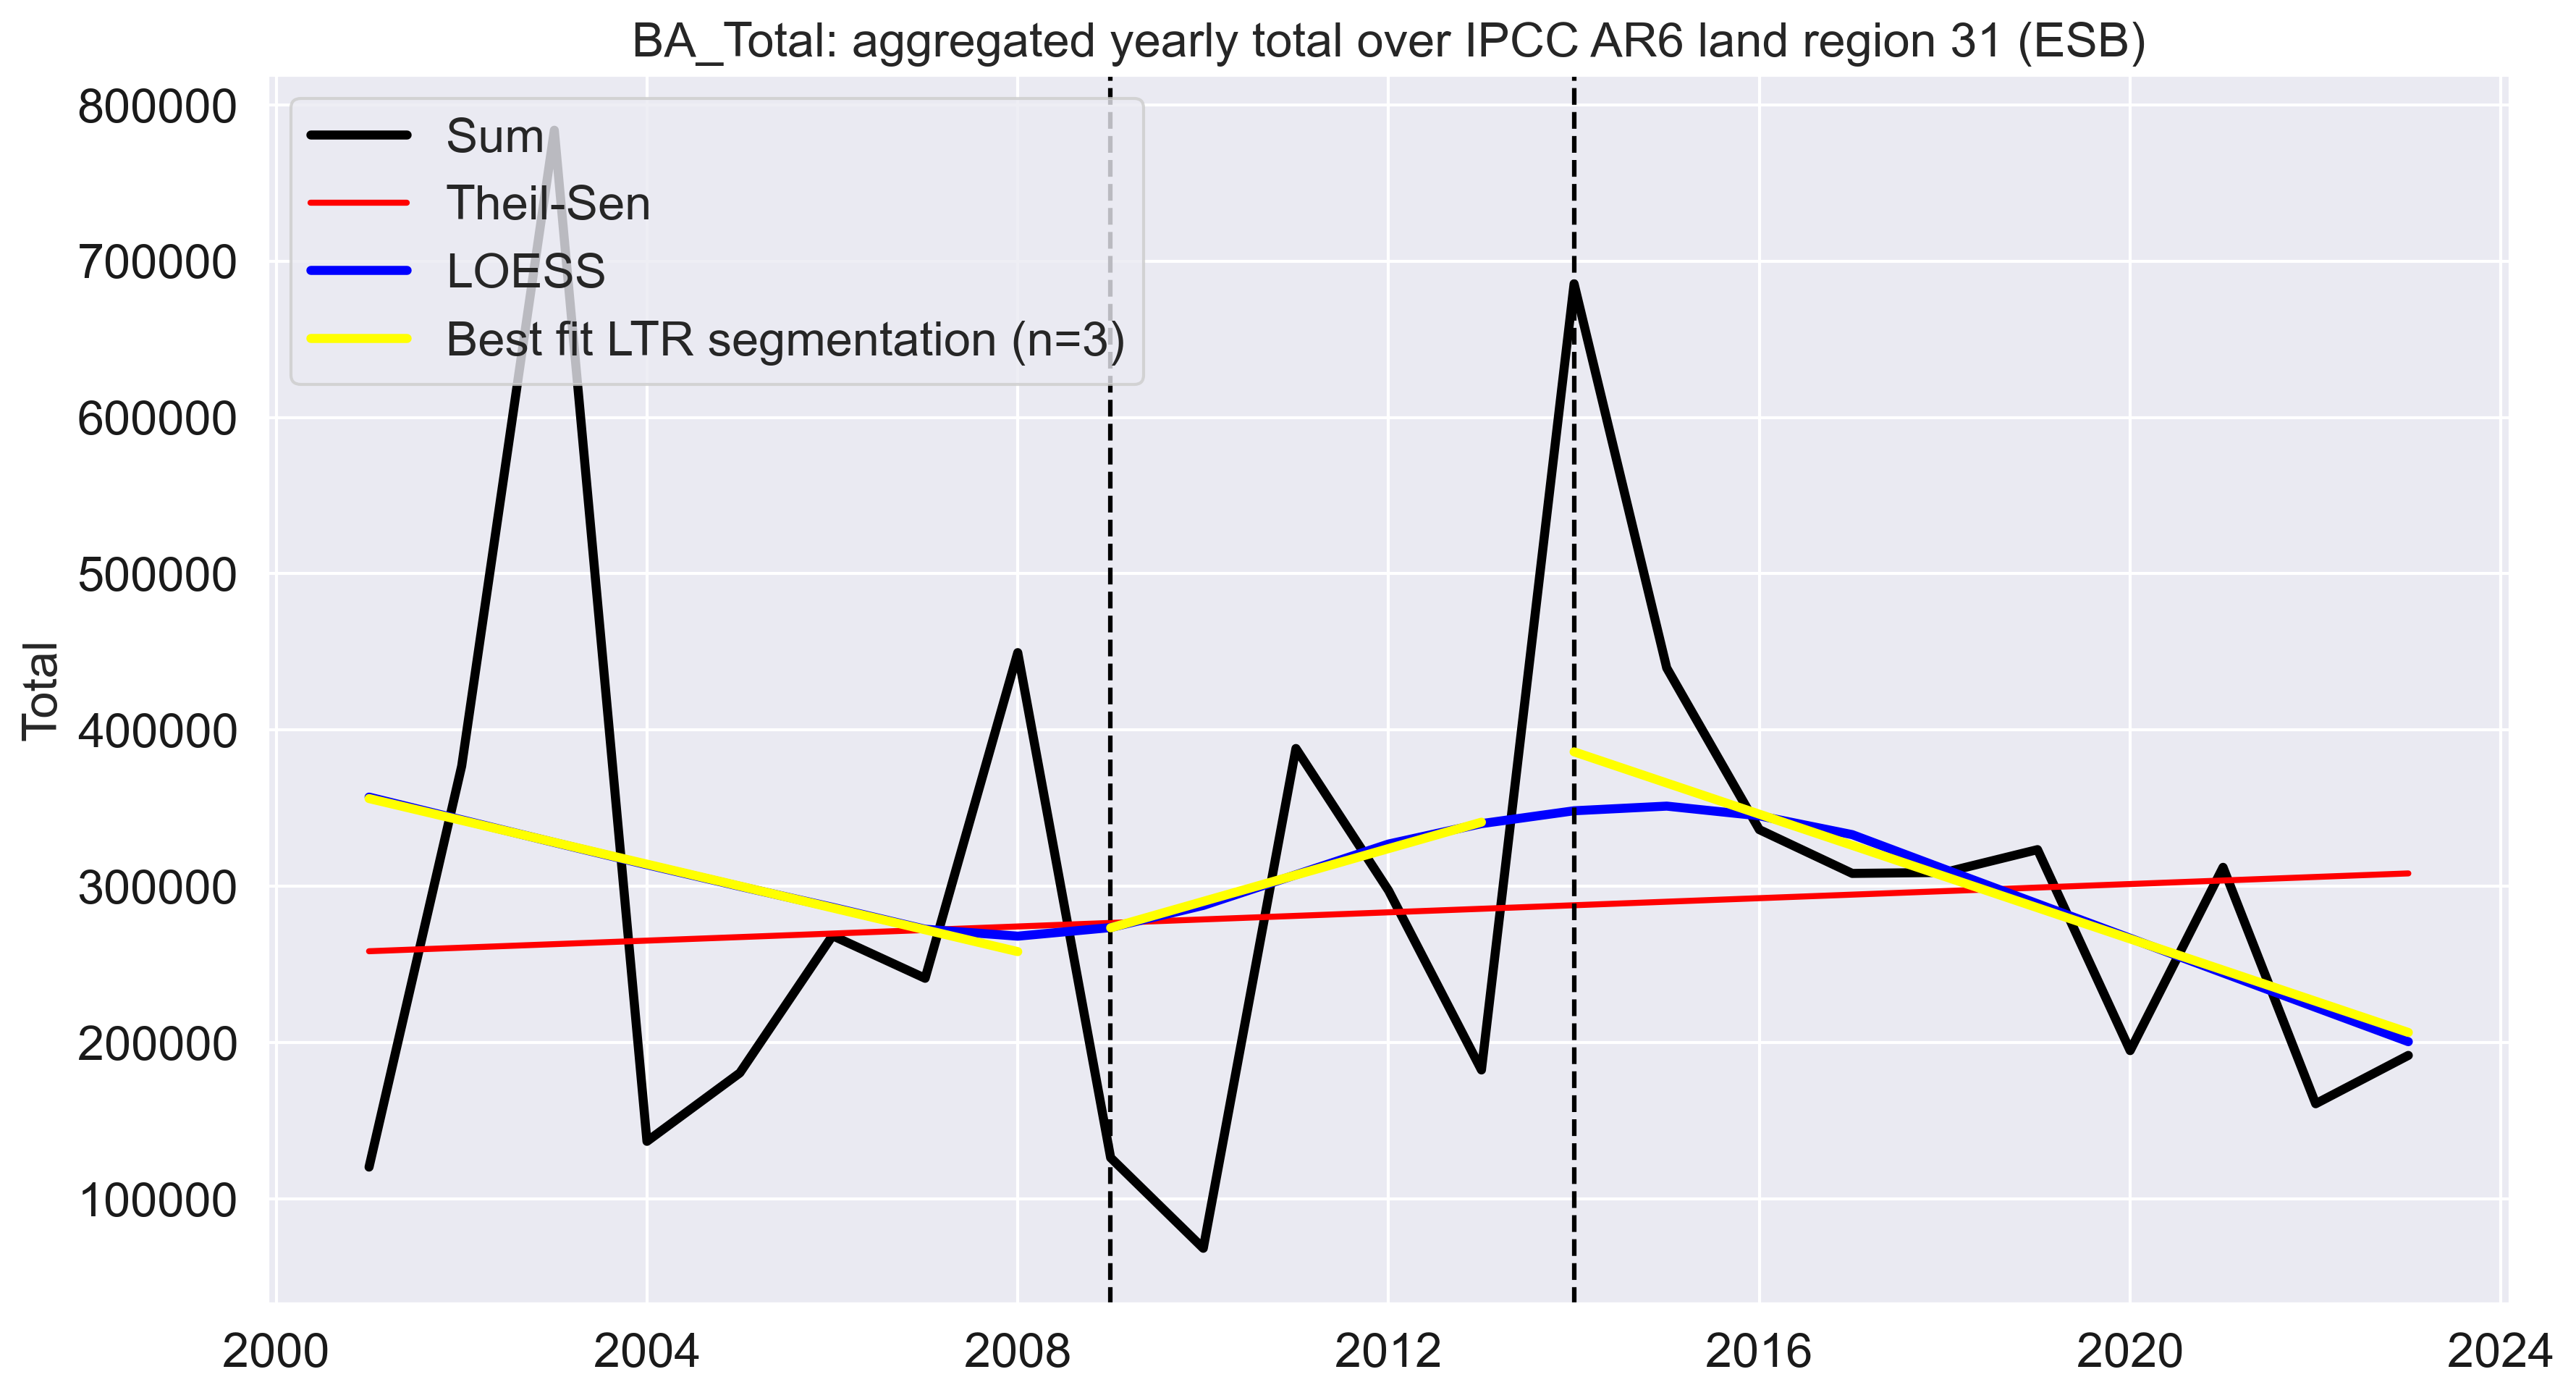 BA_Total: aggregated yearly total over IPCC AR6 land region 31 (ESB)
800000
700000
600000
500000
400000
300000
200000
100000
Total
Sum
Theil-Sen
LOESS
Best fit LTR segmentation (n=3)
2000 2004 2008 2012 2016 2020 2024